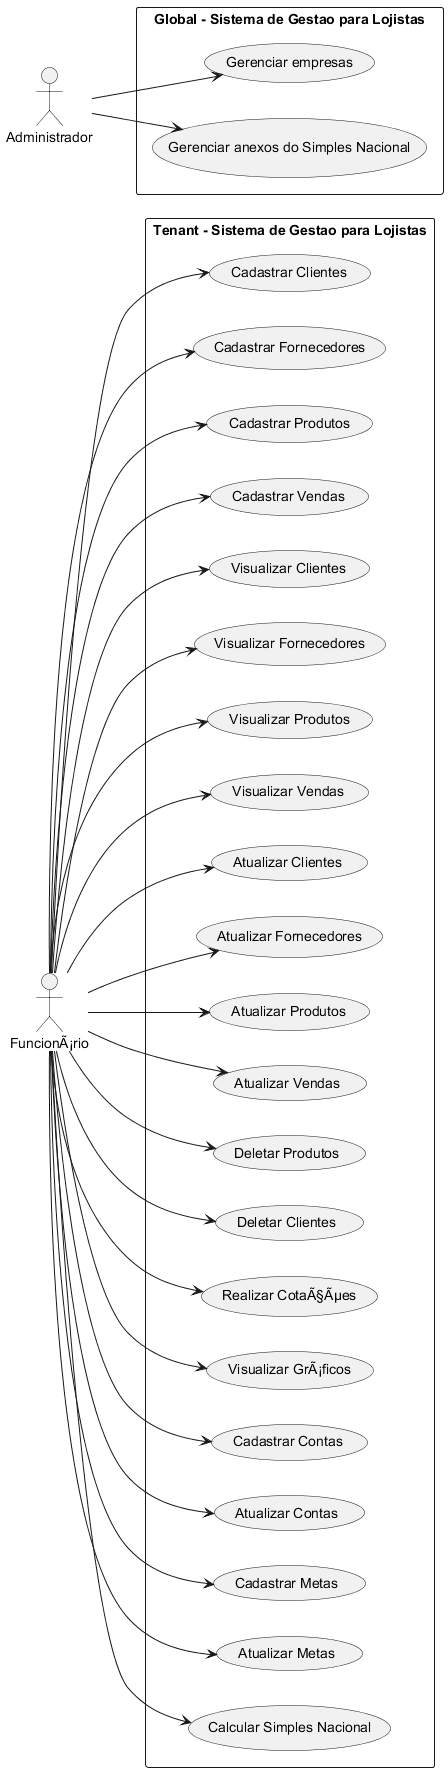 Global - Sistema de Gestao para Lojistas
Gerenciar empresas
Administrador
Gerenciar anexos do Simples Nacional
Tenant - Sistema de Gestao para Lojistas
Cadastrar Clientes
Cadastrar Fornecedores
Cadastrar Produtos
Cadastrar Vendas
Visualizar Clientes
Visualizar Fornecedores
Visualizar Produtos
Visualizar Vendas
Atualizar Clientes
Atualizar Fornecedores
Atualizar Produtos
FuncionÃ¡rio
Atualizar Vendas
Deletar Produtos
Deletar Clientes
Realizar CotaÃ§Ãµes
Visualizar GrÃ¡ficos
Cadastrar Contas
Atualizar Contas
Cadastrar Metas
Atualizar Metas
Calcular Simples Nacional